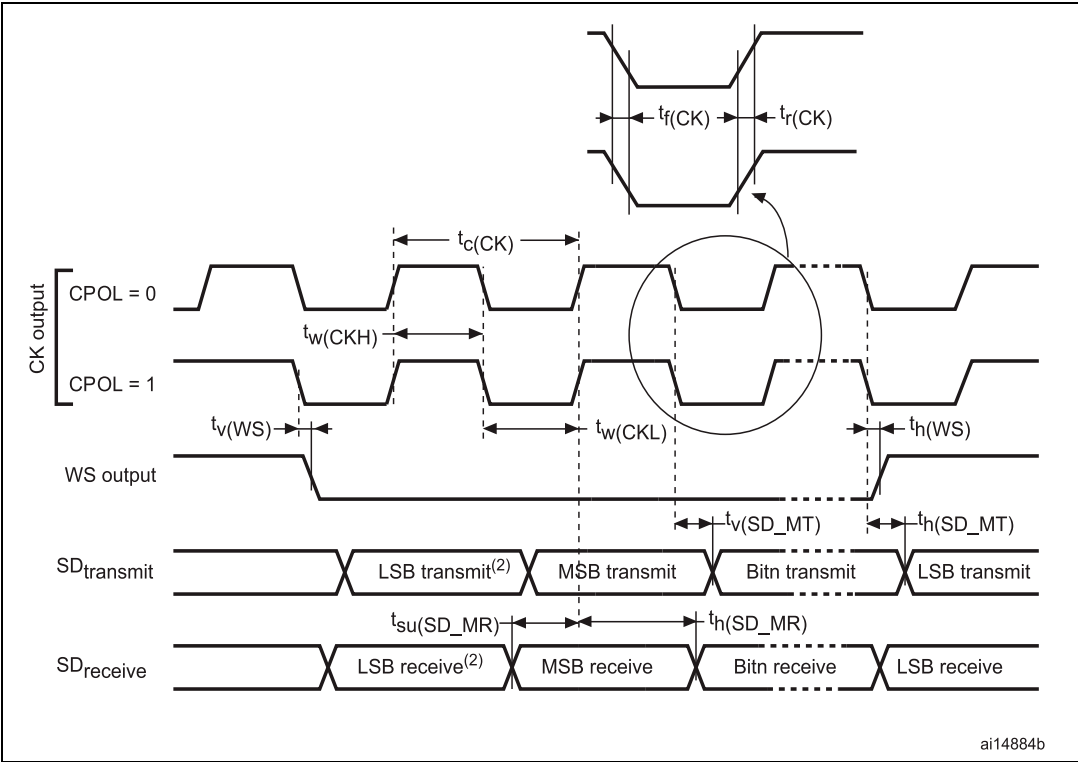 tf(CK)
tr(CK)
tc(CK)
CK output
CPOL = 0
tw(CKH)
CPOL = 1
tv(WS)
tw(CKL)
th(WS)
WS output
tv(SD_MT)
th(SD_MT)
SDtransmit
LSB transmit(2)
MSB transmit
Bitn transmit
LSB transmit
tsu(SD_MR)
th(SD_MR)
SDreceive
LSB receive(2)
MSB receive
Bitn receive
LSB receive
ai14884b